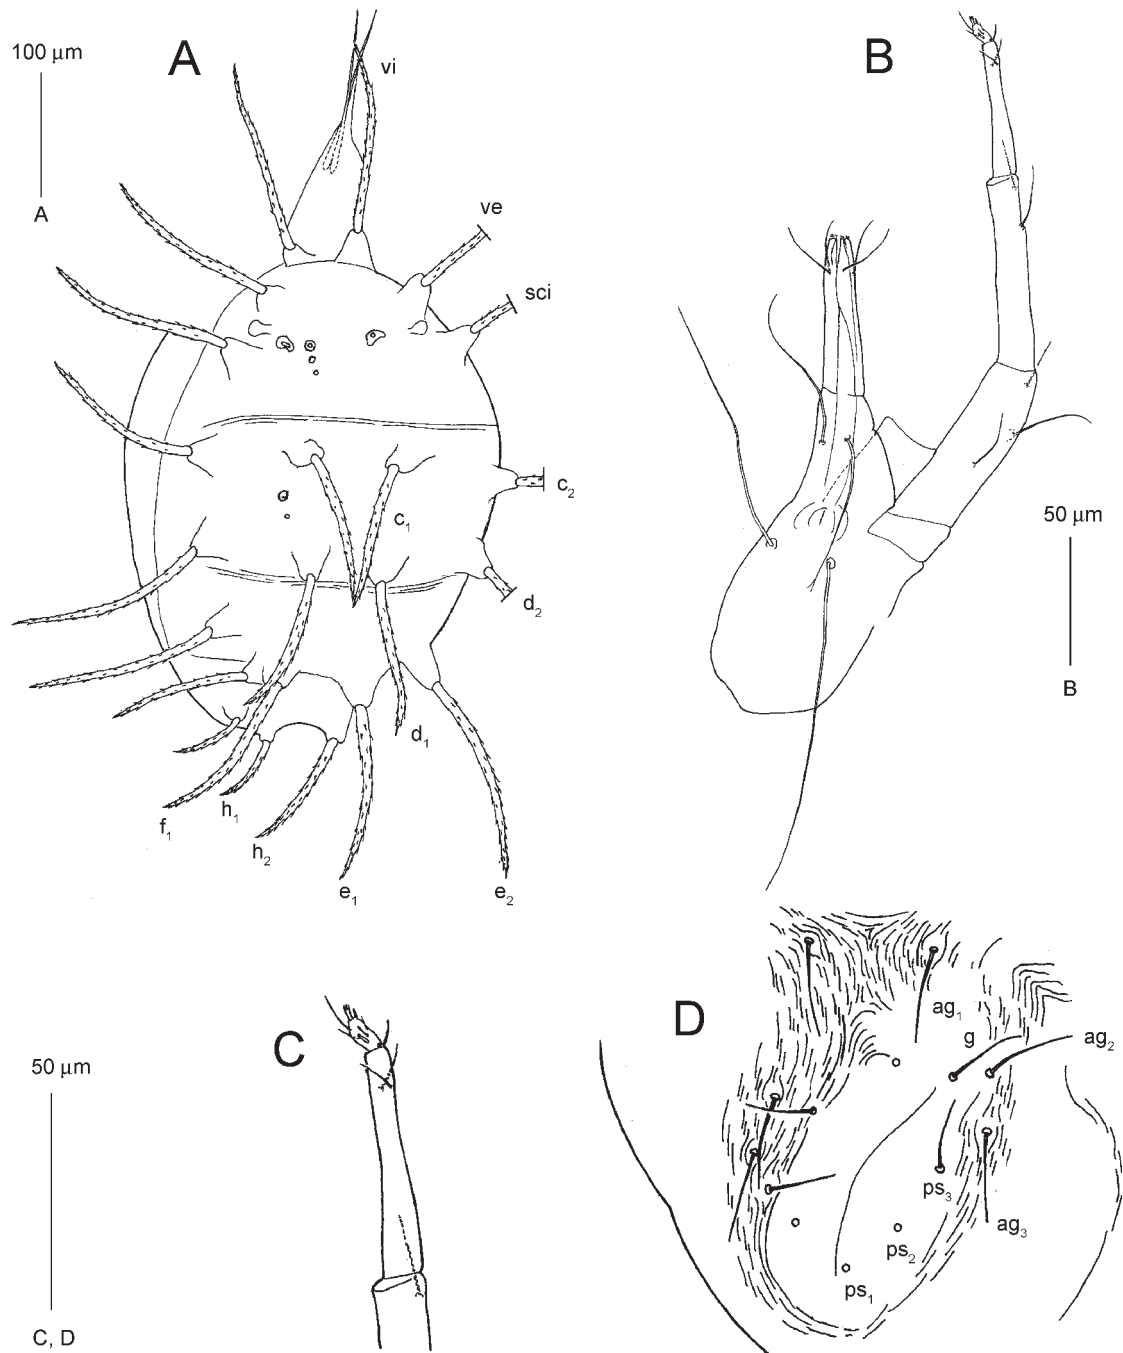 100 µm
A
A
vi
ve
sci
c₂
c₁
d₂
d₁
f₁
h₁
h₂
e₁
e₂
B
50 µm
B
C
50 µm
C, D
D
ag₁
g
ag₂
ps₃
ag₃
ps₂
ps₁